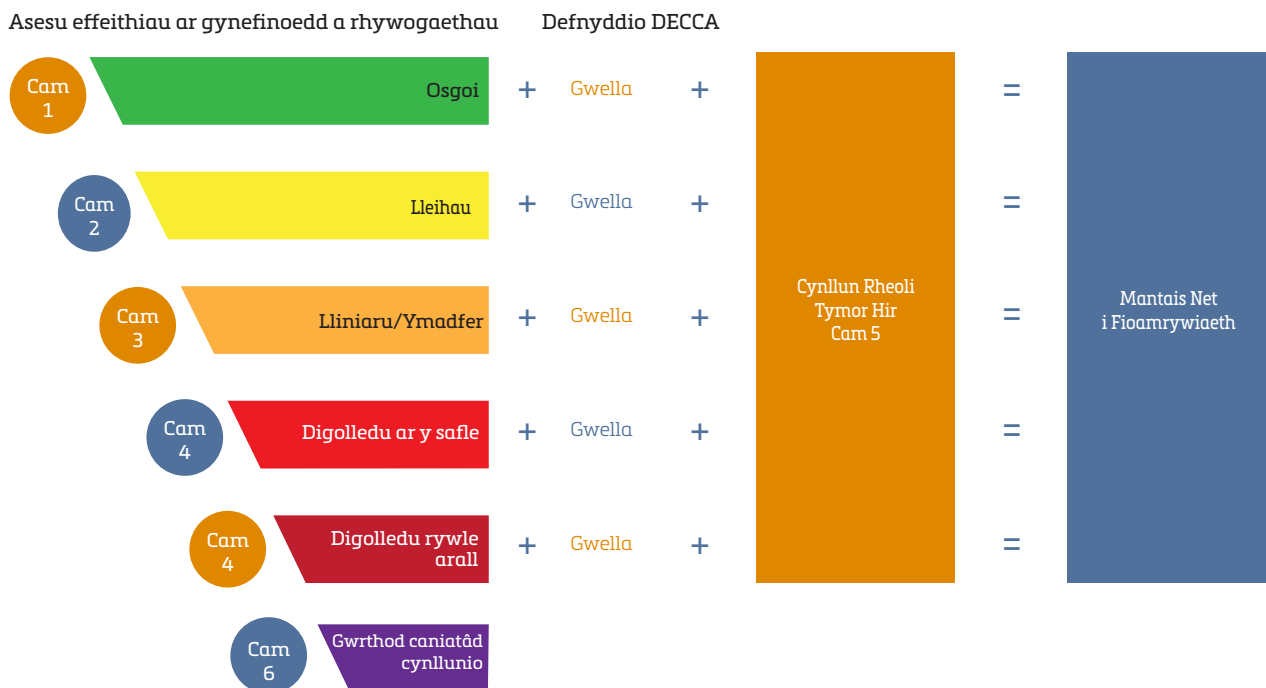 Asesu effeithiau ar gynefinoedd a rhywogaethau
Defnyddio DECCA
Cam
1
Osgoi
+
Gwella
+
=
Cam
2
Lleihau
+
Gwella
+
=
Cam
3
Lliniaru/Ymadfer
+
Gwella
+
=
Cam
4
Digolledu ar y safle
+
Gwella
+
=
Cam
4
Digolledu rywle
arall
+
Gwella
+
=
Cam
6
Gwrthod caniatâd
cynllunio
Cynllun Rheoli
Tymor Hir
Cam 5
Mantais Net
i Fioamrywiaeth